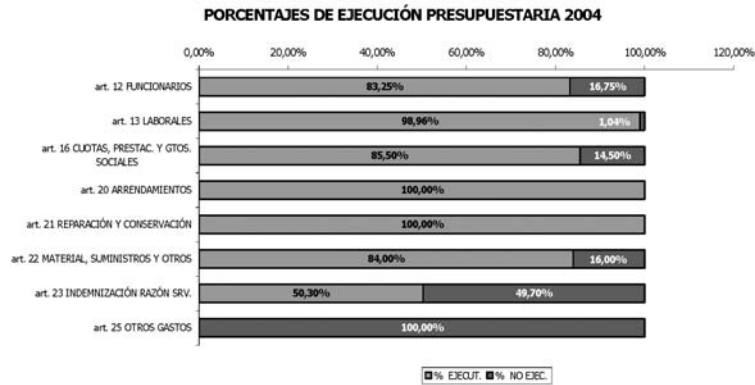 PORCENTAJES DE EJECUCIÓN PRESUPUESTARIA 2004
0,00% 20,00% 40,00% 60,00% 80,00% 100,00% 120,00%
art. 12 FUNCIONARIOS 83,25% 16,75%
art. 13 LABORALES 98,96% 1,04%
art. 16 CUOTAS, PRESTAC. Y GTOS.
SOCIALES 85,50% 14,50%
art. 20 ARRENDAMIENTOS 100,00%
art. 21 REPARACIÓN Y CONSERVACIÓN 100,00%
art. 22 MATERIAL, SUMINISTROS Y OTROS 84,00% 16,00%
art. 23 INDEMNIZACIÓN RAZÓN SRV. 50,30% 49,70%
art. 25 OTROS GASTOS 100,00%
% EJECUT. % NO EJEC.